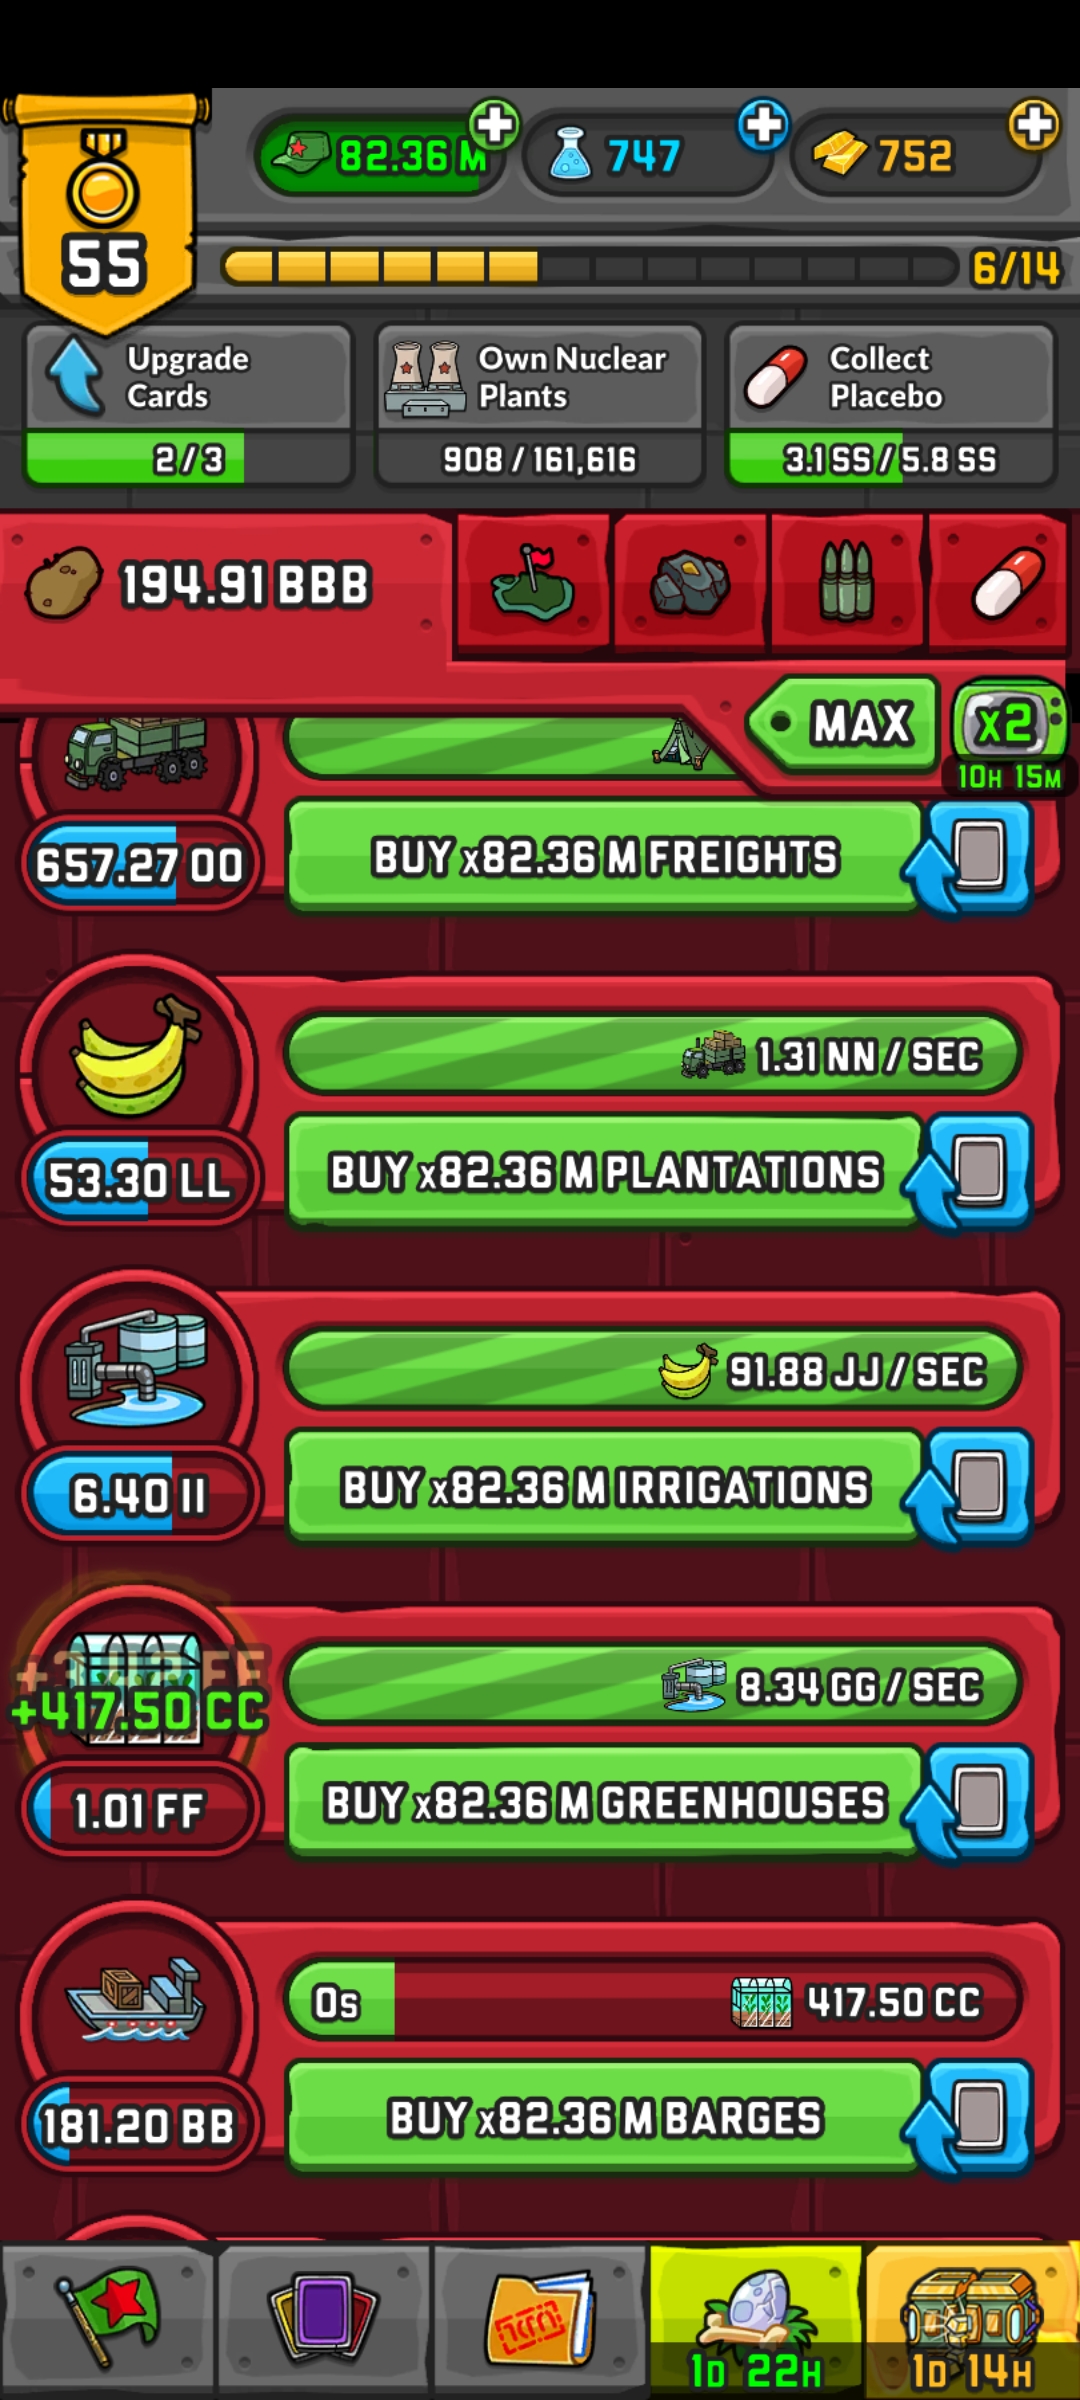 82.36 M
747
752
55
6/14
Upgrade
Cards
2/3
Own Nuclear
Plants
908/161,616
Collect
Placebo
3.1 SS/5.8 SS
194.91 BBB
MAX
x2
10H 15M
657.27 OO
BUY x82.36 M FREIGHTS
1.31 NN/SEC
53.30 LL
BUY x82.36 M PLANTATIONS
91.88 JJ/SEC
6.40 II
BUY x82.36 M IRRIGATIONS
+417.50 CC
8.34 GG/SEC
1.01 FF
BUY x82.36 M GREENHOUSES
0s
417.50 CC
181.20 BB
BUY x82.36 M BARGES
1D 22H
1D 14H